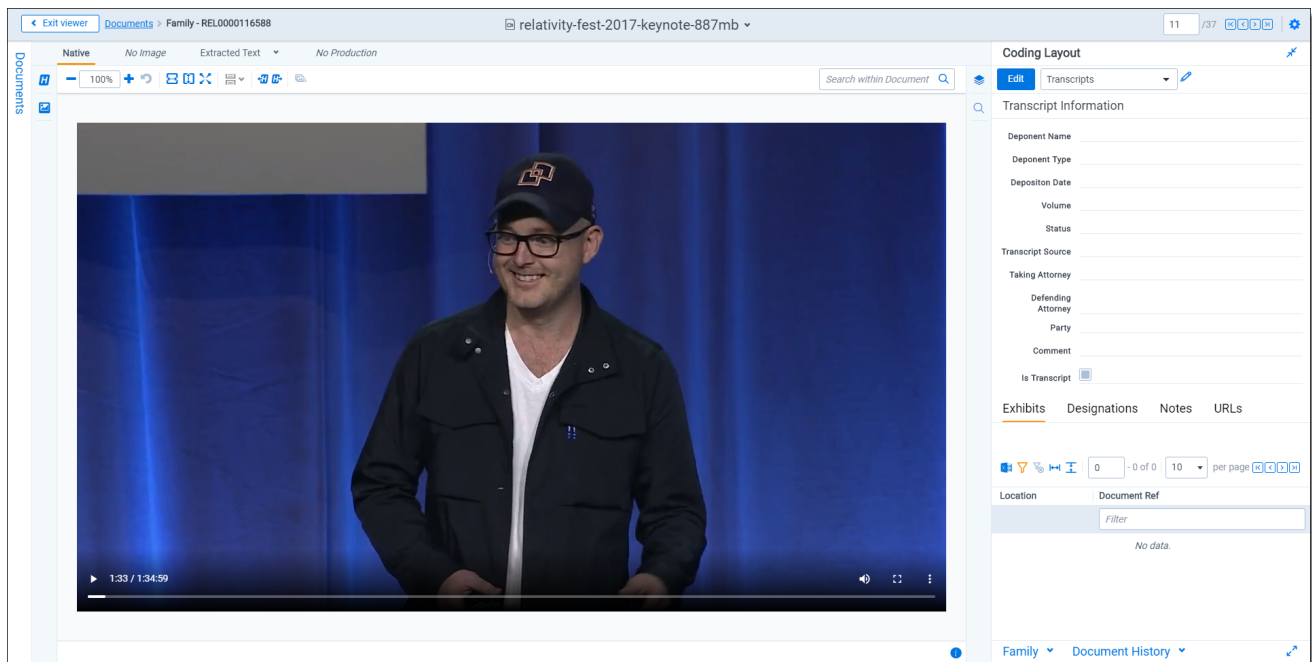 Exit viewer
Documents > Family - REL0000116588
relativity-fest-2017-keynote-887mb
11 /37
Documents
Native No Image Extracted Text No Production
100%
Search within Document
1:33 / 1:34:59
Coding Layout
Edit Transcripts
Transcript Information
Deponent Name
Deponent Type
Depositon Date
Volume
Status
Transcript Source
Taking Attorney
Defending
Attorney
Party
Comment
Is Transcript
Exhibits Designations Notes URLs
0 - 0 of 0 10 per page
Location Document Ref
Filter
No data.
Family Document History